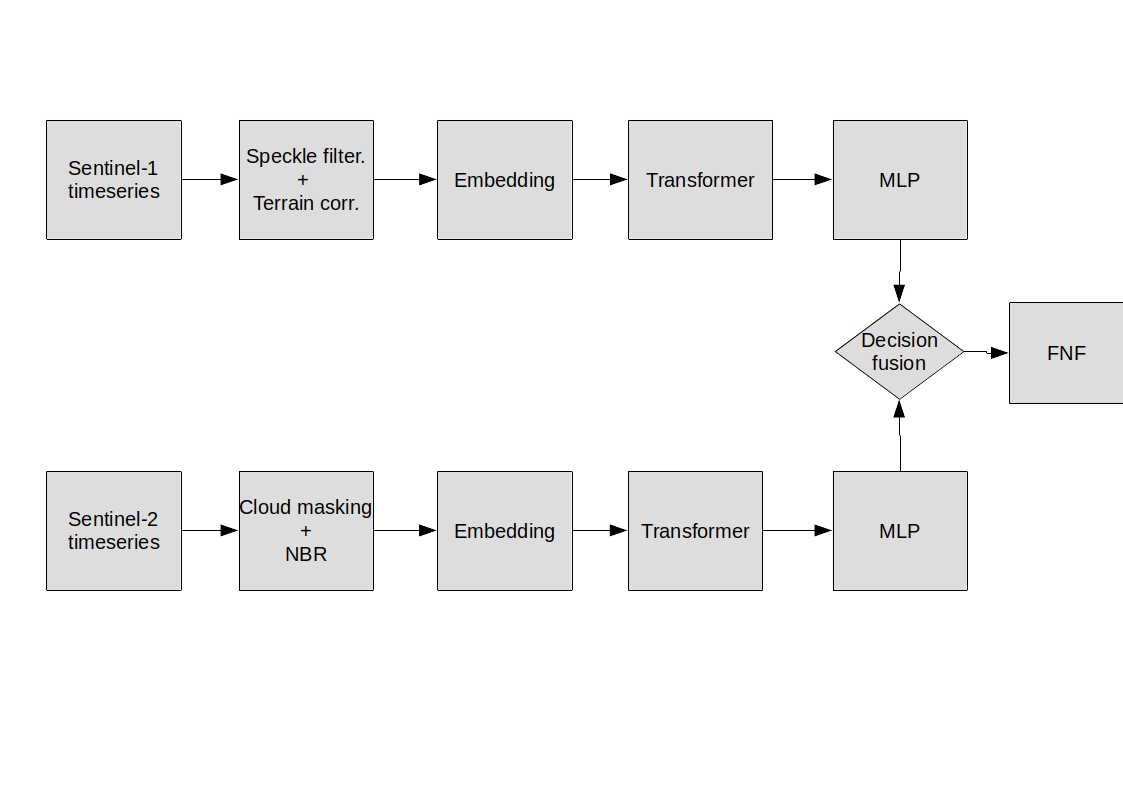 Sentinel-1
timeseries
Speckle filter.
+
Terrain corr.
Embedding
Transformer
MLP
Decision
fusion
FNF
Sentinel-2
timeseries
Cloud masking
+
NBR
Embedding
Transformer
MLP